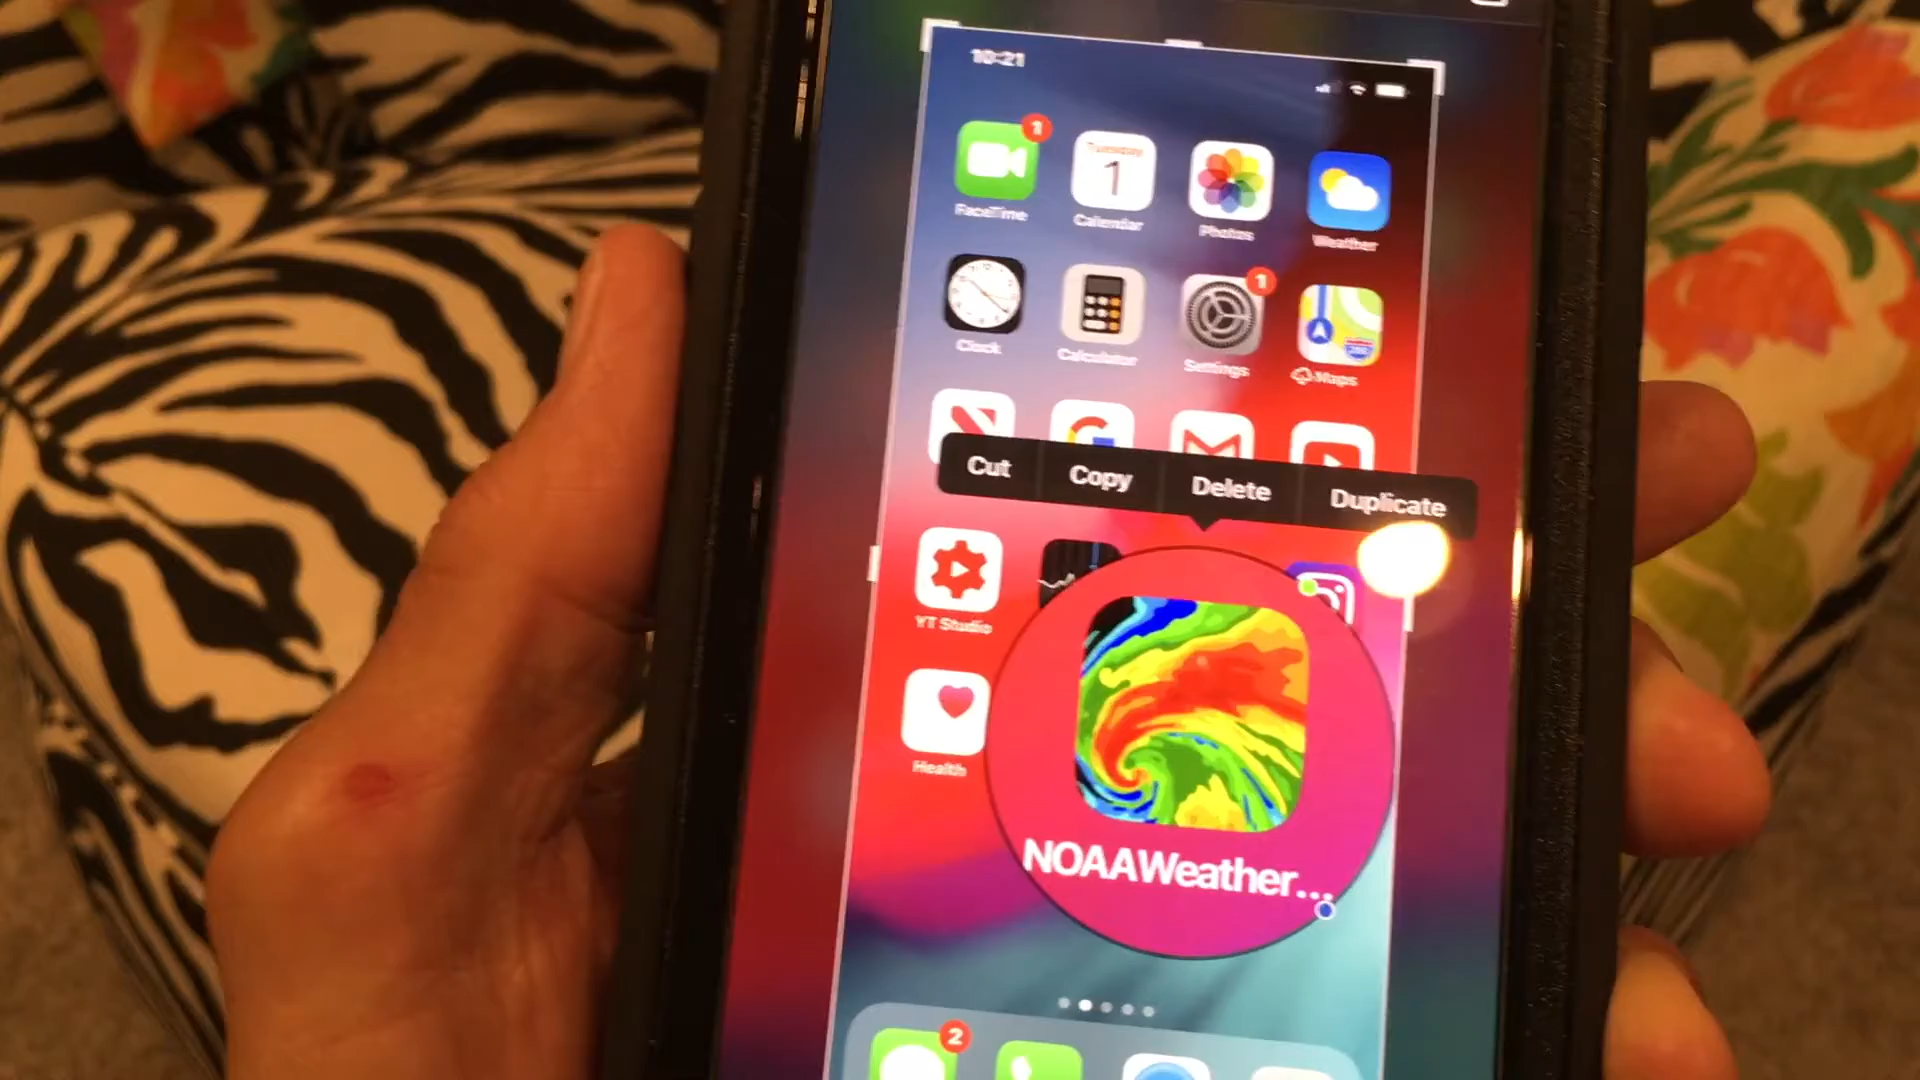 10:21
1
Tuesday
1
FaceTime
Calendar
Photos
Weather
1
Clock
Calculator
Settings
Maps
Cut
Copy
Delete
Duplicate
YT Studio
Health
NOAAWeather...
2